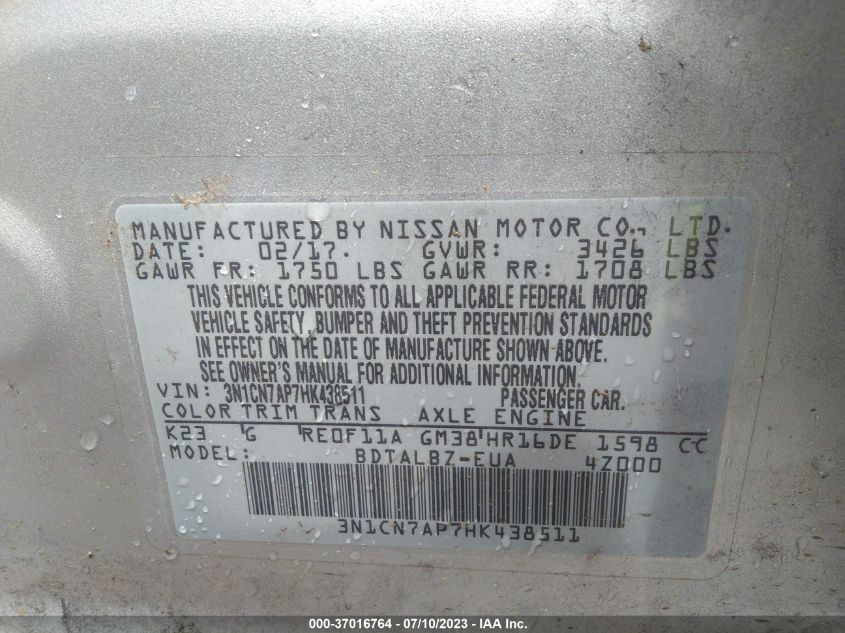 MANUFACTURED BY NISSAN MOTOR CO., LTD.
DATE: 02/17. GVWR: 3426 LBS
GAWR FR: 1750 LBS GAWR RR: 1708 LBS
THIS VEHICLE CONFORMS TO ALL APPLICABLE FEDERAL MOTOR
VEHICLE SAFETY, BUMPER AND THEFT PREVENTION STANDARDS
IN EFFECT ON THE DATE OF MANUFACTURE SHOWN ABOVE.
SEE OWNER'S MANUAL FOR ADDITIONAL INFORMATION.
VIN: 3N1CN7AP7HK438511 PASSENGER CAR.
COLOR TRIM TRANS AXLE ENGINE
K23 G RE0F11A GM38 HR16DE 1598 CC
MODEL: BDTALBZ-EUA 4Z000
3N1CN7AP7HK438511
000-37016764 - 07/10/2023 - IAA Inc.